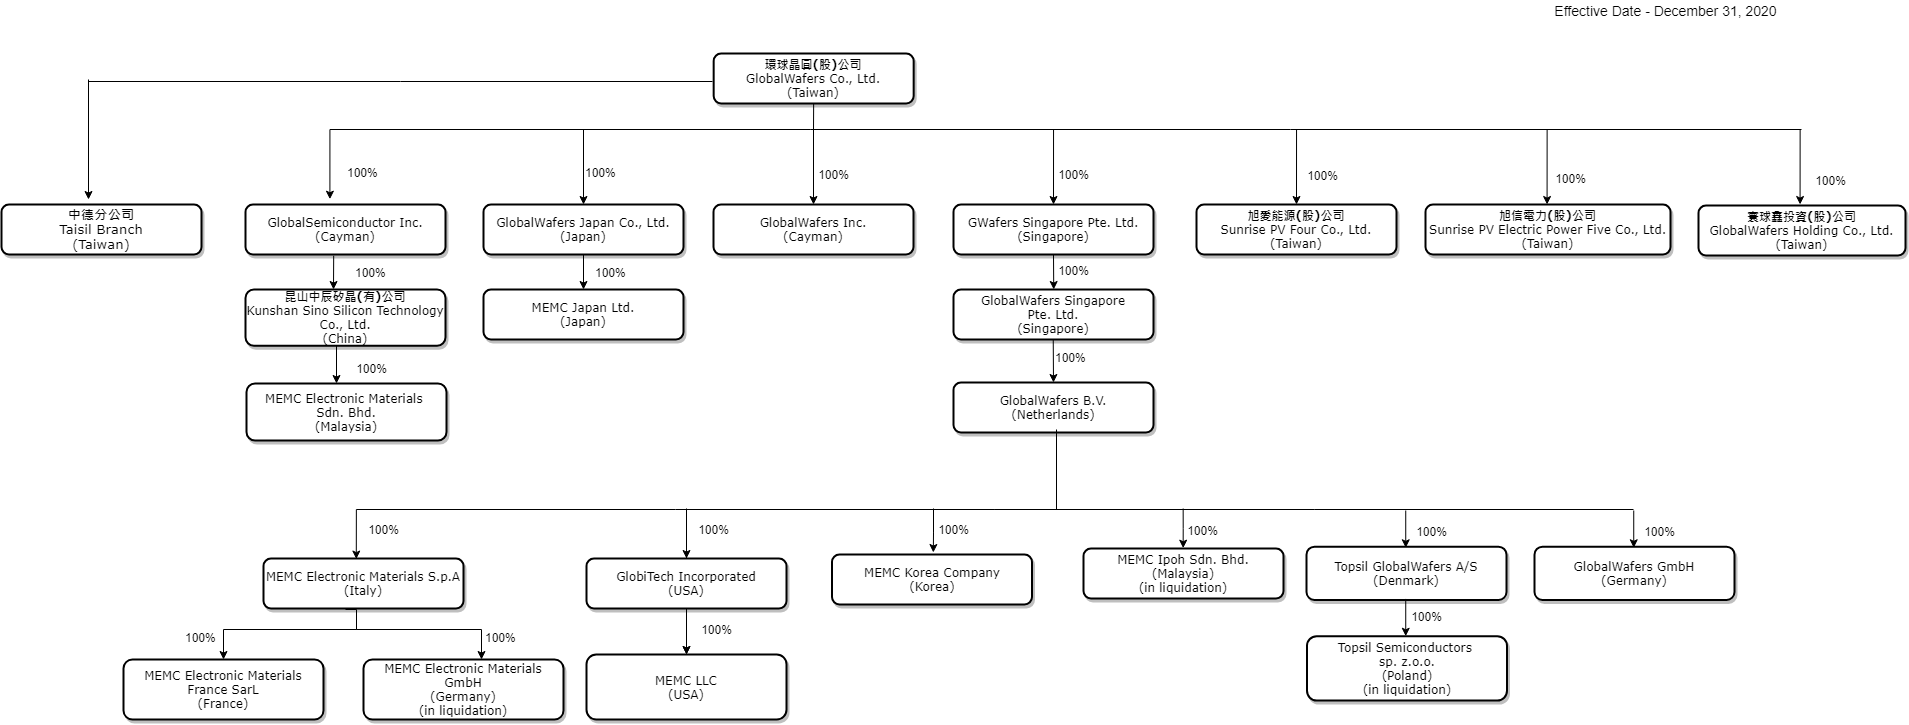 Effective Date - December 31, 2020
環球晶圓(股)公司
GlobalWafers Co., Ltd.
(Taiwan)
100%
100%
100%
100%
100%
100%
100%
中德分公司
Taisil Branch
(Taiwan)
GlobalSemiconductor Inc.
(Cayman)
GlobalWafers Japan Co., Ltd.
(Japan)
GlobalWafers Inc.
(Cayman)
GWafers Singapore Pte. Ltd.
(Singapore)
旭愛能源(股)公司
Sunrise PV Four Co., Ltd.
(Taiwan)
旭信電力(股)公司
Sunrise PV Electric Power Five Co., Ltd.
(Taiwan)
寰球鑫投資(股)公司
GlobalWafers Holding Co., Ltd.
(Taiwan)
100%
100%
100%
昆山中辰矽晶(有)公司
Kunshan Sino Silicon Technology
Co., Ltd.
(China)
MEMC Japan Ltd.
(Japan)
GlobalWafers Singapore
Pte. Ltd.
(Singapore)
100%
100%
MEMC Electronic Materials
Sdn. Bhd.
(Malaysia)
GlobalWafers B.V.
(Netherlands)
100%
100%
100%
100%
100%
100%
MEMC Electronic Materials S.p.A
(Italy)
GlobiTech Incorporated
(USA)
MEMC Korea Company
(Korea)
MEMC Ipoh Sdn. Bhd.
(Malaysia)
(in liquidation)
Topsil GlobalWafers A/S
(Denmark)
GlobalWafers GmbH
(Germany)
100%
100%
100%
100%
MEMC Electronic Materials
France SarL
(France)
MEMC Electronic Materials
GmbH
(Germany)
(in liquidation)
MEMC LLC
(USA)
Topsil Semiconductors
sp. z.o.o.
(Poland)
(in liquidation)